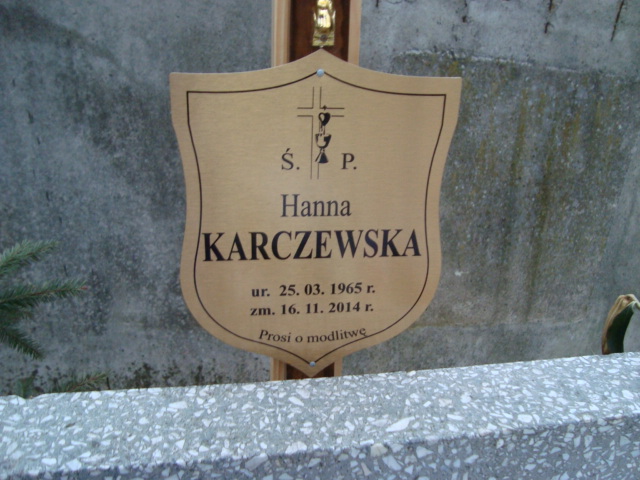 Ś. P.
Hanna
KARCZEWSKA
ur. 25. 03. 1965 r.
zm. 16. 11. 2014 r.
Prosi o modlitwę